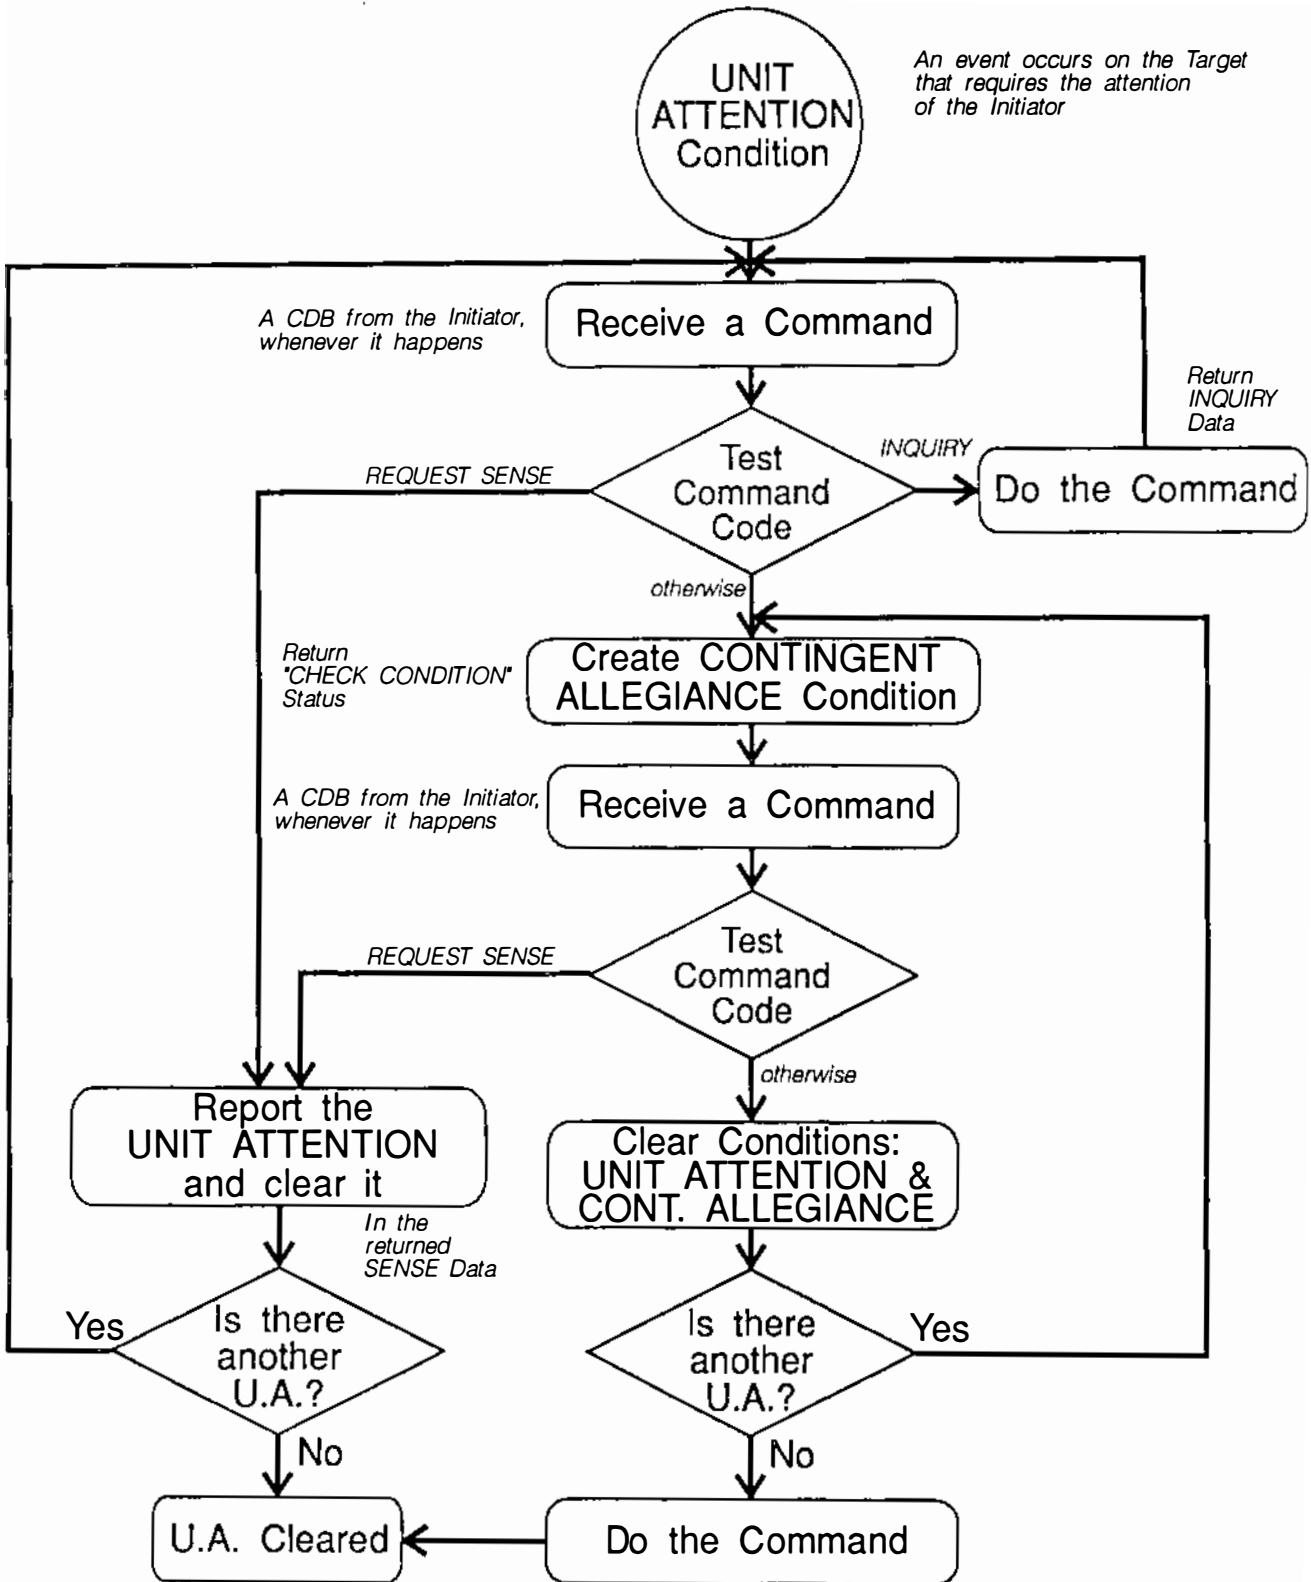 UNIT
ATTENTION
Condition
An event occurs on the Target
that requires the attention
of the Initiator
A CDB from the Initiator,
whenever it happens
Receive a Command
Return
INQUIRY
Data
REQUEST SENSE
Test
Command
Code
INQUIRY
Do the Command
otherwise
Return
"CHECK CONDITION"
Status
Create CONTINGENT
ALLEGIANCE Condition
A CDB from the Initiator,
whenever it happens
Receive a Command
REQUEST SENSE
Test
Command
Code
otherwise
Report the
UNIT ATTENTION
and clear it
Clear Conditions:
UNIT ATTENTION &
CONT. ALLEGIANCE
In the
returned
SENSE Data
Yes
Is there
another
U.A.?
Is there
another
U.A.?
Yes
No
No
U.A. Cleared
Do the Command